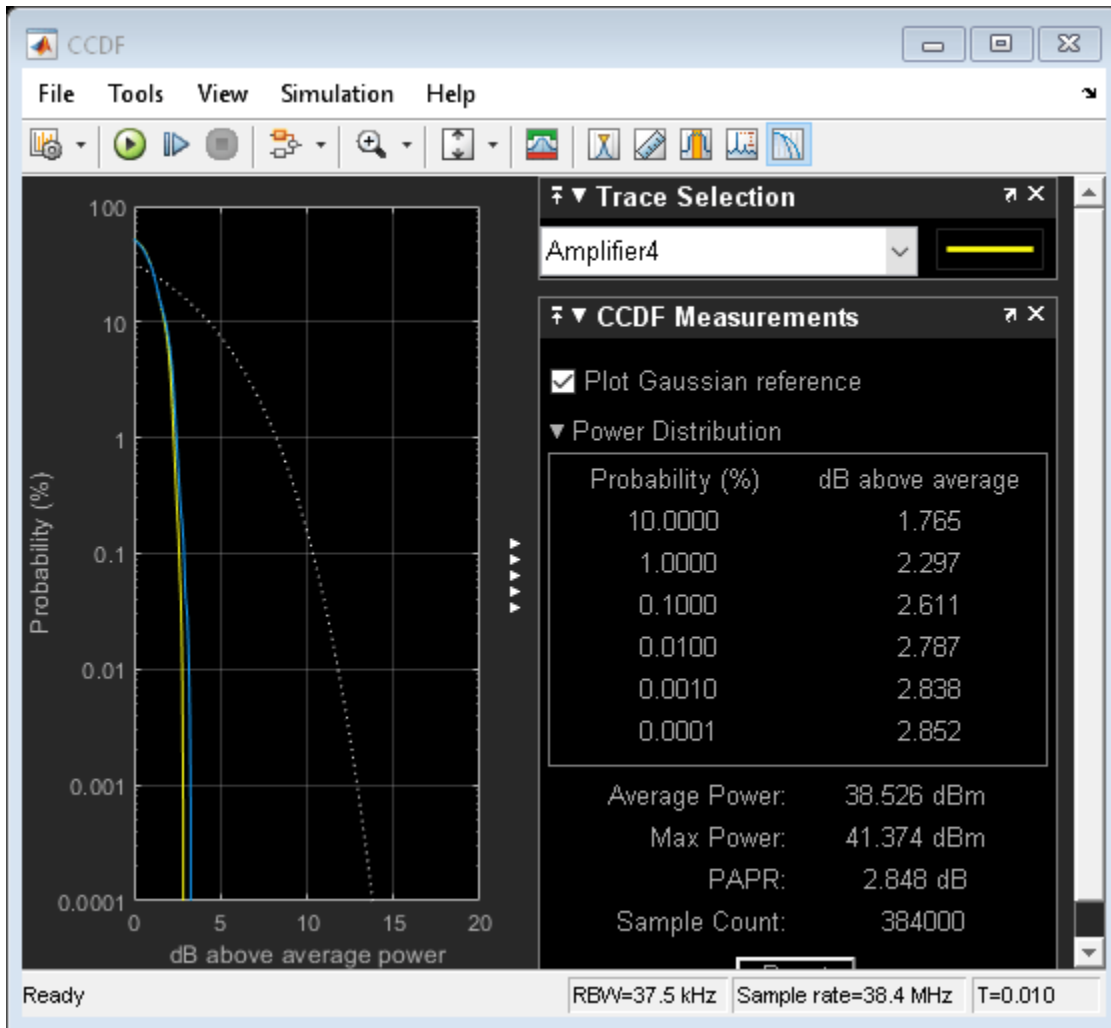 CCDF
File Tools View Simulation Help
100
10
1
0.1
0.01
0.001
0.0001
0 5 10 15 20
Probability (%)
dB above average power
Trace Selection
Amplifier4
CCDF Measurements
Plot Gaussian reference
Power Distribution
Probability (%) dB above average
10.0000 1.765
1.0000 2.297
0.1000 2.611
0.0100 2.787
0.0010 2.838
0.0001 2.852
Average Power: 38.526 dBm
Max Power: 41.374 dBm
PAPR: 2.848 dB
Sample Count: 384000
Ready RBW=37.5 kHz Sample rate=38.4 MHz T=0.010